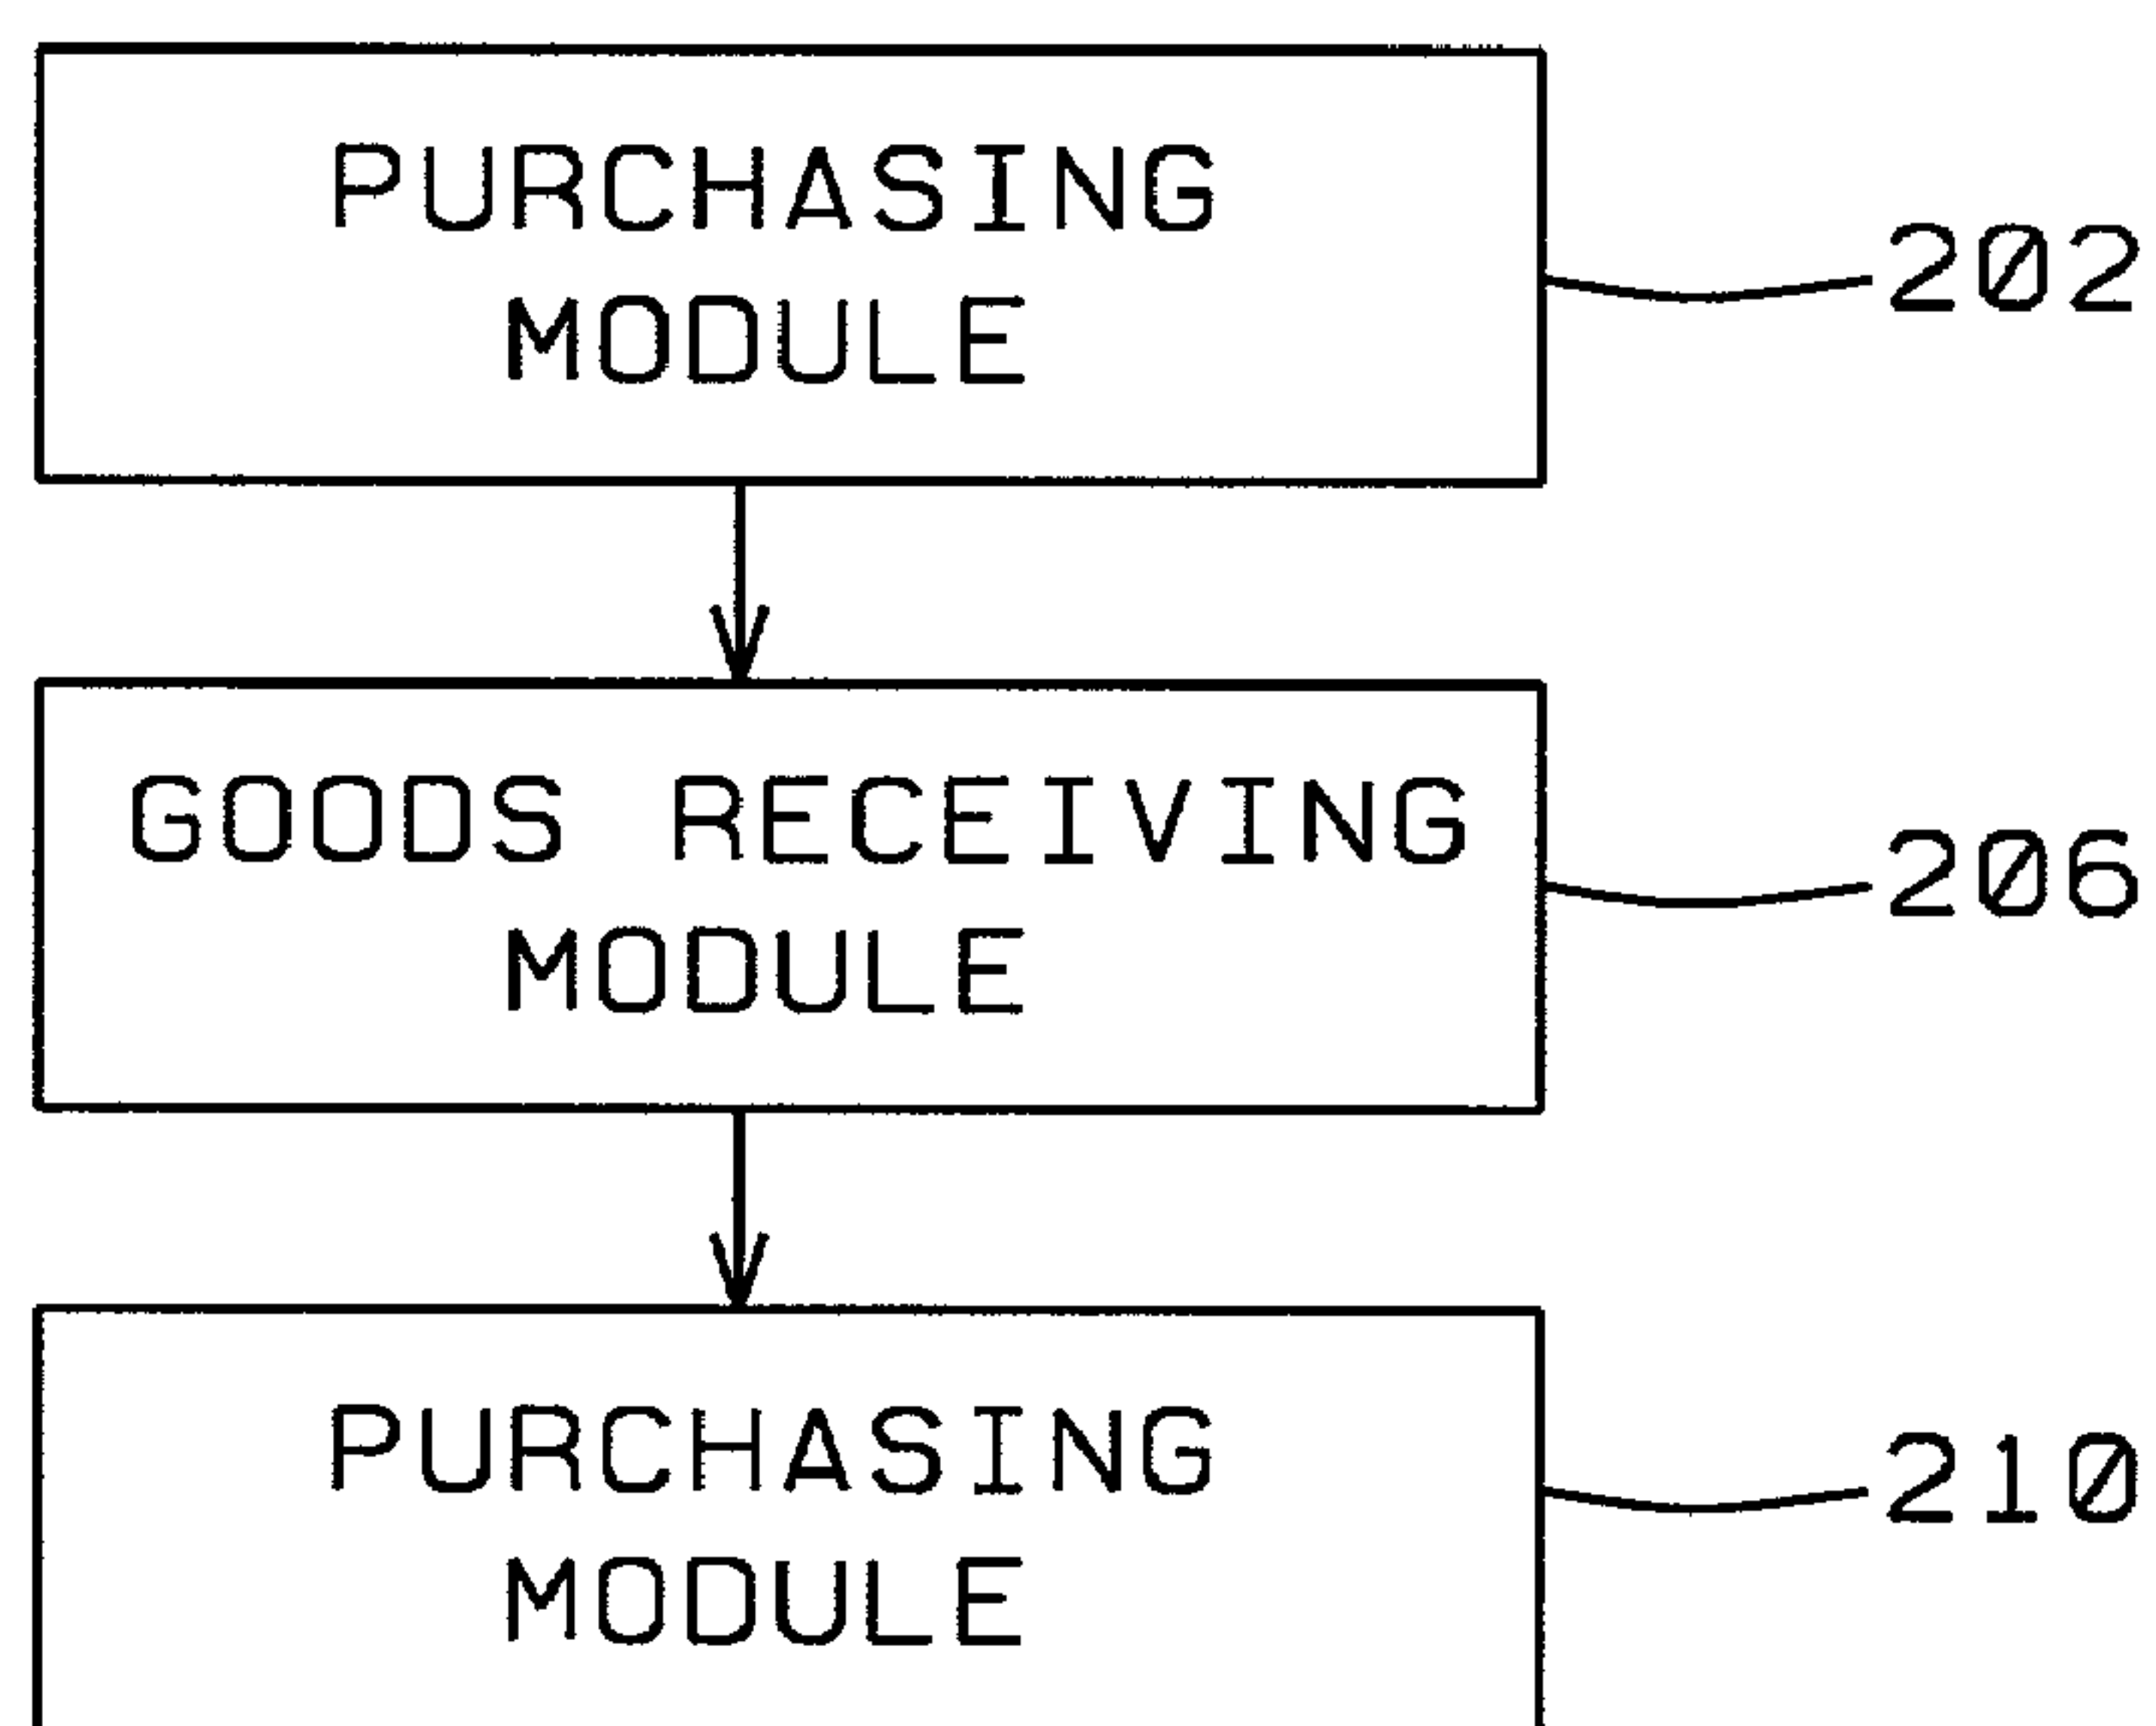 PURCHASING
MODULE
202
GOODS RECEIVING
MODULE
206
PURCHASING
MODULE
210